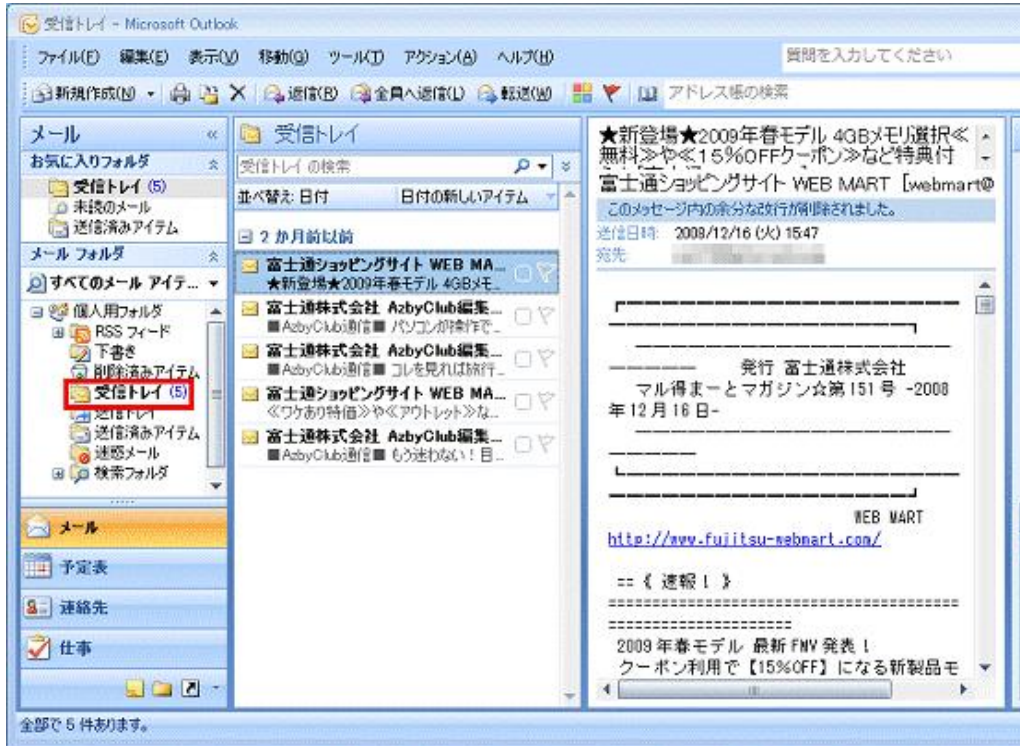 受信トレイ - Microsoft Outlook
ファイル(F) 編集(E) 表示(V) 移動(G) ツール(T) アクション(A) ヘルプ(H)
質問を入力してください
新規作成(N) 返信(R) 全員へ返信(L) 転送(W) アドレス帳の検索
メール
お気に入りフォルダ
受信トレイ (5)
未読のメール
送信済みアイテム
メール フォルダ
すべてのメール アイテ...
個人用フォルダ
RSS フィード
下書き
削除済みアイテム
受信トレイ (5)
送信トレイ
送信済みアイテム
迷惑メール
検索フォルダ
メール
予定表
連絡先
仕事
受信トレイ
受信トレイ の検索
並べ替え: 日付 日付の新しいアイテム
2 か月前以前
富士通ショッピングサイト WEB MA...
★新登場★2009年春モデル 4GBメモ...
富士通株式会社 AzbyClub編集...
■AzbyClub通信■ パソコンが操作で...
富士通株式会社 AzbyClub編集...
■AzbyClub通信■ コレを見れば旅行...
富士通ショッピングサイト WEB MA...
≪ワケあり特価≫や≪アウトレット≫な...
富士通株式会社 AzbyClub編集...
■AzbyClub通信■ もう迷わない！目...
★新登場★2009年春モデル 4GBメモリ選択≪
無料≫や≪15%OFFクーポン≫など特典付
富士通ショッピングサイト WEB MART [webmart@
このメッセージ内の余分な改行が削除されました。
送信日時: 2008/12/16 (火) 15:47
宛先:
発行 富士通株式会社
マル得まーとマガジン☆第 151 号 -2008
年 12 月 16 日-
WEB MART
http://www.fujitsu-webmart.com/
== 《 速報！ 》
==========================================
======================
2009 年春モデル 最新 FMV 発表！
クーポン利用で【15%OFF】になる新製品モ
全部で 5 件あります。